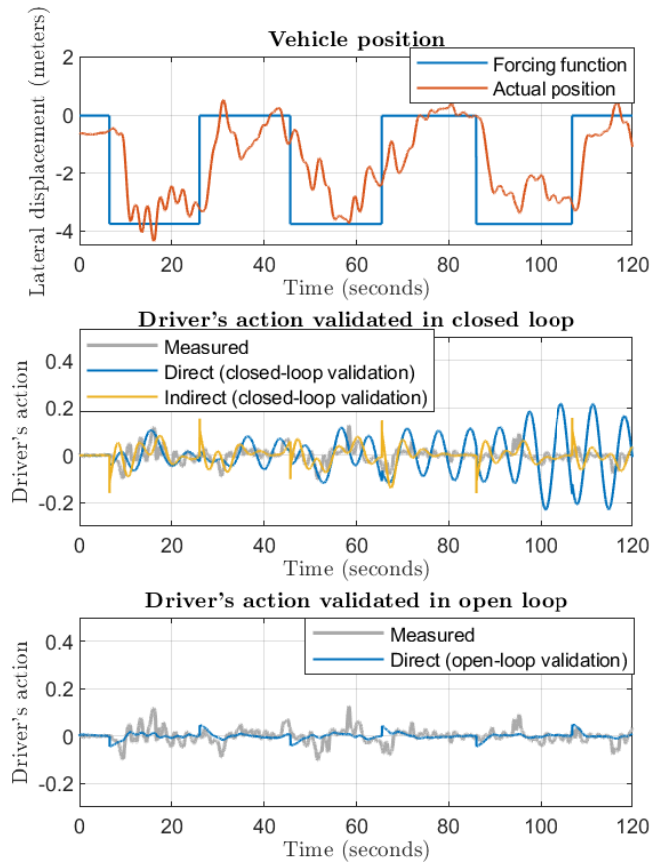 Vehicle position
Lateral displacement (meters)
2
0
-2
-4
Forcing function
Actual position
0 20 40 60 80 100 120
Time (seconds)
Driver's action validated in closed loop
Driver's action
0.4
0.2
0
-0.2
Measured
Direct (closed-loop validation)
Indirect (closed-loop validation)
0 20 40 60 80 100 120
Time (seconds)
Driver's action validated in open loop
Driver's action
0.4
0.2
0
-0.2
Measured
Direct (open-loop validation)
0 20 40 60 80 100 120
Time (seconds)